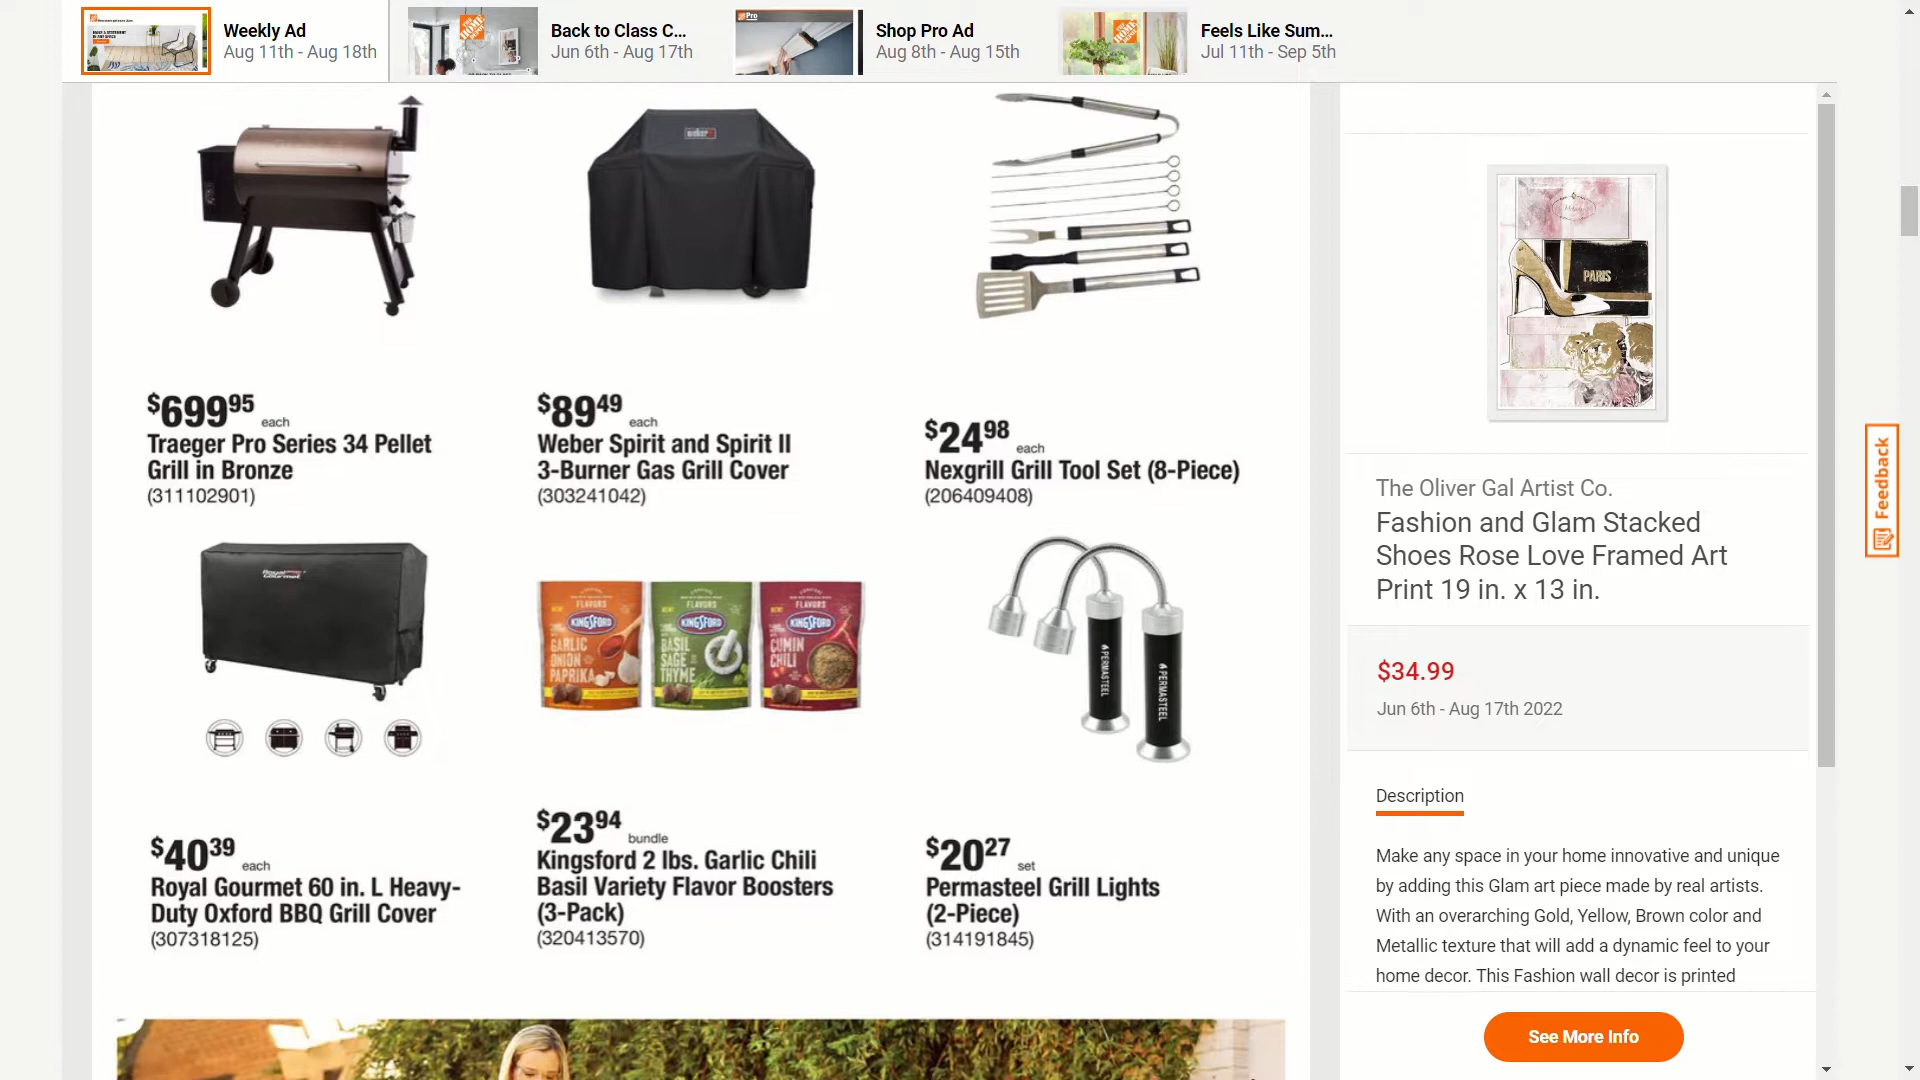 Weekly Ad
Aug 11th - Aug 18th
Back to Class C...
Jun 6th - Aug 17th
Pro
Shop Pro Ad
Aug 8th - Aug 15th
Feels Like Sum...
Jul 11th - Sep 5th
weber
$699 95 each
Traeger Pro Series 34 Pellet
Grill in Bronze
(311102901)
$89 49 each
Weber Spirit and Spirit II
3-Burner Gas Grill Cover
(303241042)
$24 98 each
Nexgrill Grill Tool Set (8-Piece)
(206409408)
Royal Gourmet
FLAVORS
KINGSFORD
GARLIC
ONION
PAPRIKA
FLAVORS
KINGSFORD
BASIL
SAGE
THYME
FLAVORS
KINGSFORD
CUMIN
CHILI
PERMASTEEL
PERMASTEEL
$40 39 each
Royal Gourmet 60 in. L Heavy-
Duty Oxford BBQ Grill Cover
(307318125)
$23 94 bundle
Kingsford 2 lbs. Garlic Chili
Basil Variety Flavor Boosters
(3-Pack)
(320413570)
$20 27 set
Permasteel Grill Lights
(2-Piece)
(314191845)
PARIS
The Oliver Gal Artist Co.
Fashion and Glam Stacked
Shoes Rose Love Framed Art
Print 19 in. x 13 in.
$34.99
Jun 6th - Aug 17th 2022
Description
Make any space in your home innovative and unique
by adding this Glam art piece made by real artists.
With an overarching Gold, Yellow, Brown color and
Metallic texture that will add a dynamic feel to your
home decor. This Fashion wall decor is printed
See More Info
Feedback